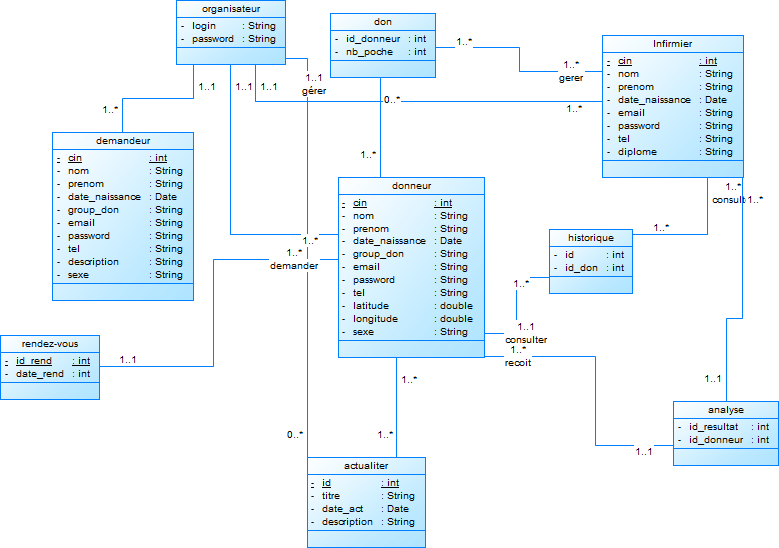 organisateur
- login : String
- password : String
don
- id_donneur : int
- nb_poche : int
Infirmier
- cin : int
- nom : String
- prenom : String
- date_naissance : Date
- email : String
- password : String
- tel : String
- diplome : String
1..1
1..1
1..1
1..1
gérer
1..*
1..*
gerer
0..*
1..*
1..*
1..*
demandeur
- cin : int
- nom : String
- prenom : String
- date_naissance : Date
- group_don : String
- email : String
- password : String
- tel : String
- description : String
- sexe : String
donneur
- cin : int
- nom : String
- prenom : String
- date_naissance : Date
- group_don : String
- email : String
- password : String
- tel : String
- latitude : double
- longitude : double
- sexe : String
1..*
1..*
demander
1..*
consult
1..*
1..*
historique
- id : int
- id_don : int
1..*
1..1
consulter
1..*
recoit
rendez-vous
- id_rend : int
- date_rend : int
1..1
1..*
1..1
analyse
- id_resultat : int
- id_donneur : int
0..*
1..*
1..1
actualiter
- id : int
- titre : String
- date_act : Date
- description : String